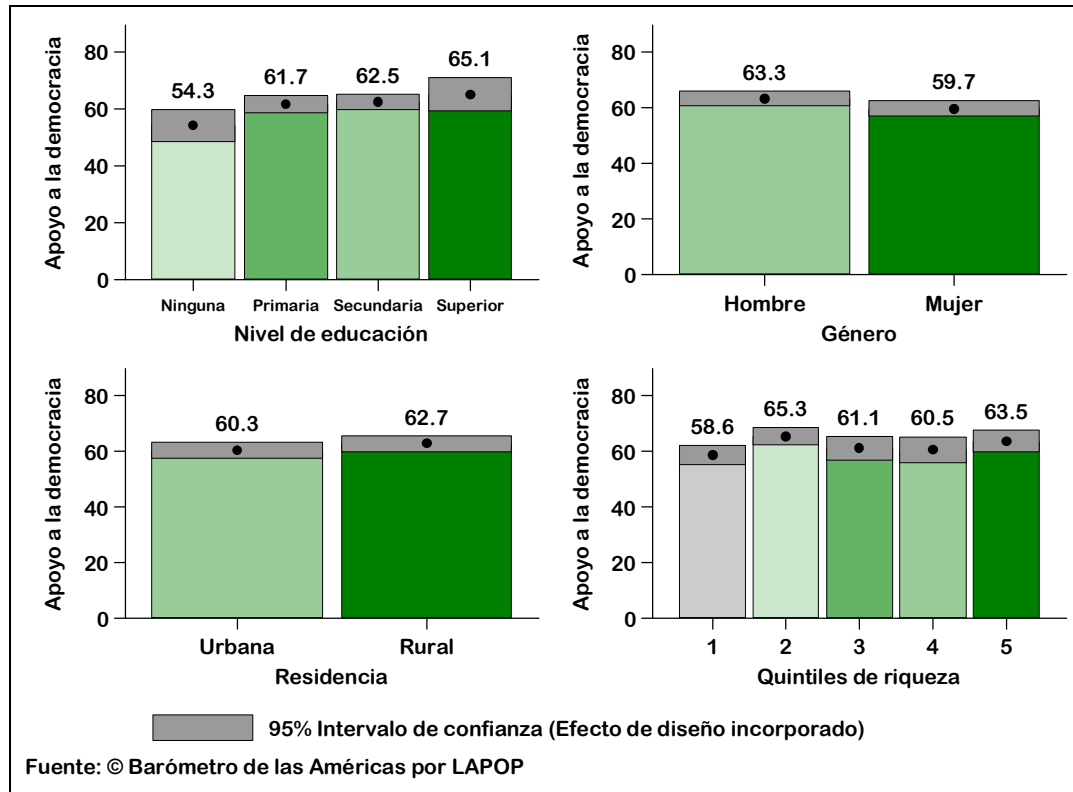 Apoyo a la democracia
80
60
40
20
0
54.3
61.7
62.5
65.1
Ninguna Primaria Secundaria Superior
Nivel de educación
Apoyo a la democracia
80
60
40
20
0
63.3
59.7
Hombre Mujer
Género
Apoyo a la democracia
80
60
40
20
0
60.3
62.7
Urbana Rural
Residencia
Apoyo a la democracia
80
60
40
20
0
58.6
65.3
61.1
60.5
63.5
1 2 3 4 5
Quintiles de riqueza
95% Intervalo de confianza (Efecto de diseño incorporado)
Fuente: © Barómetro de las Américas por LAPOP